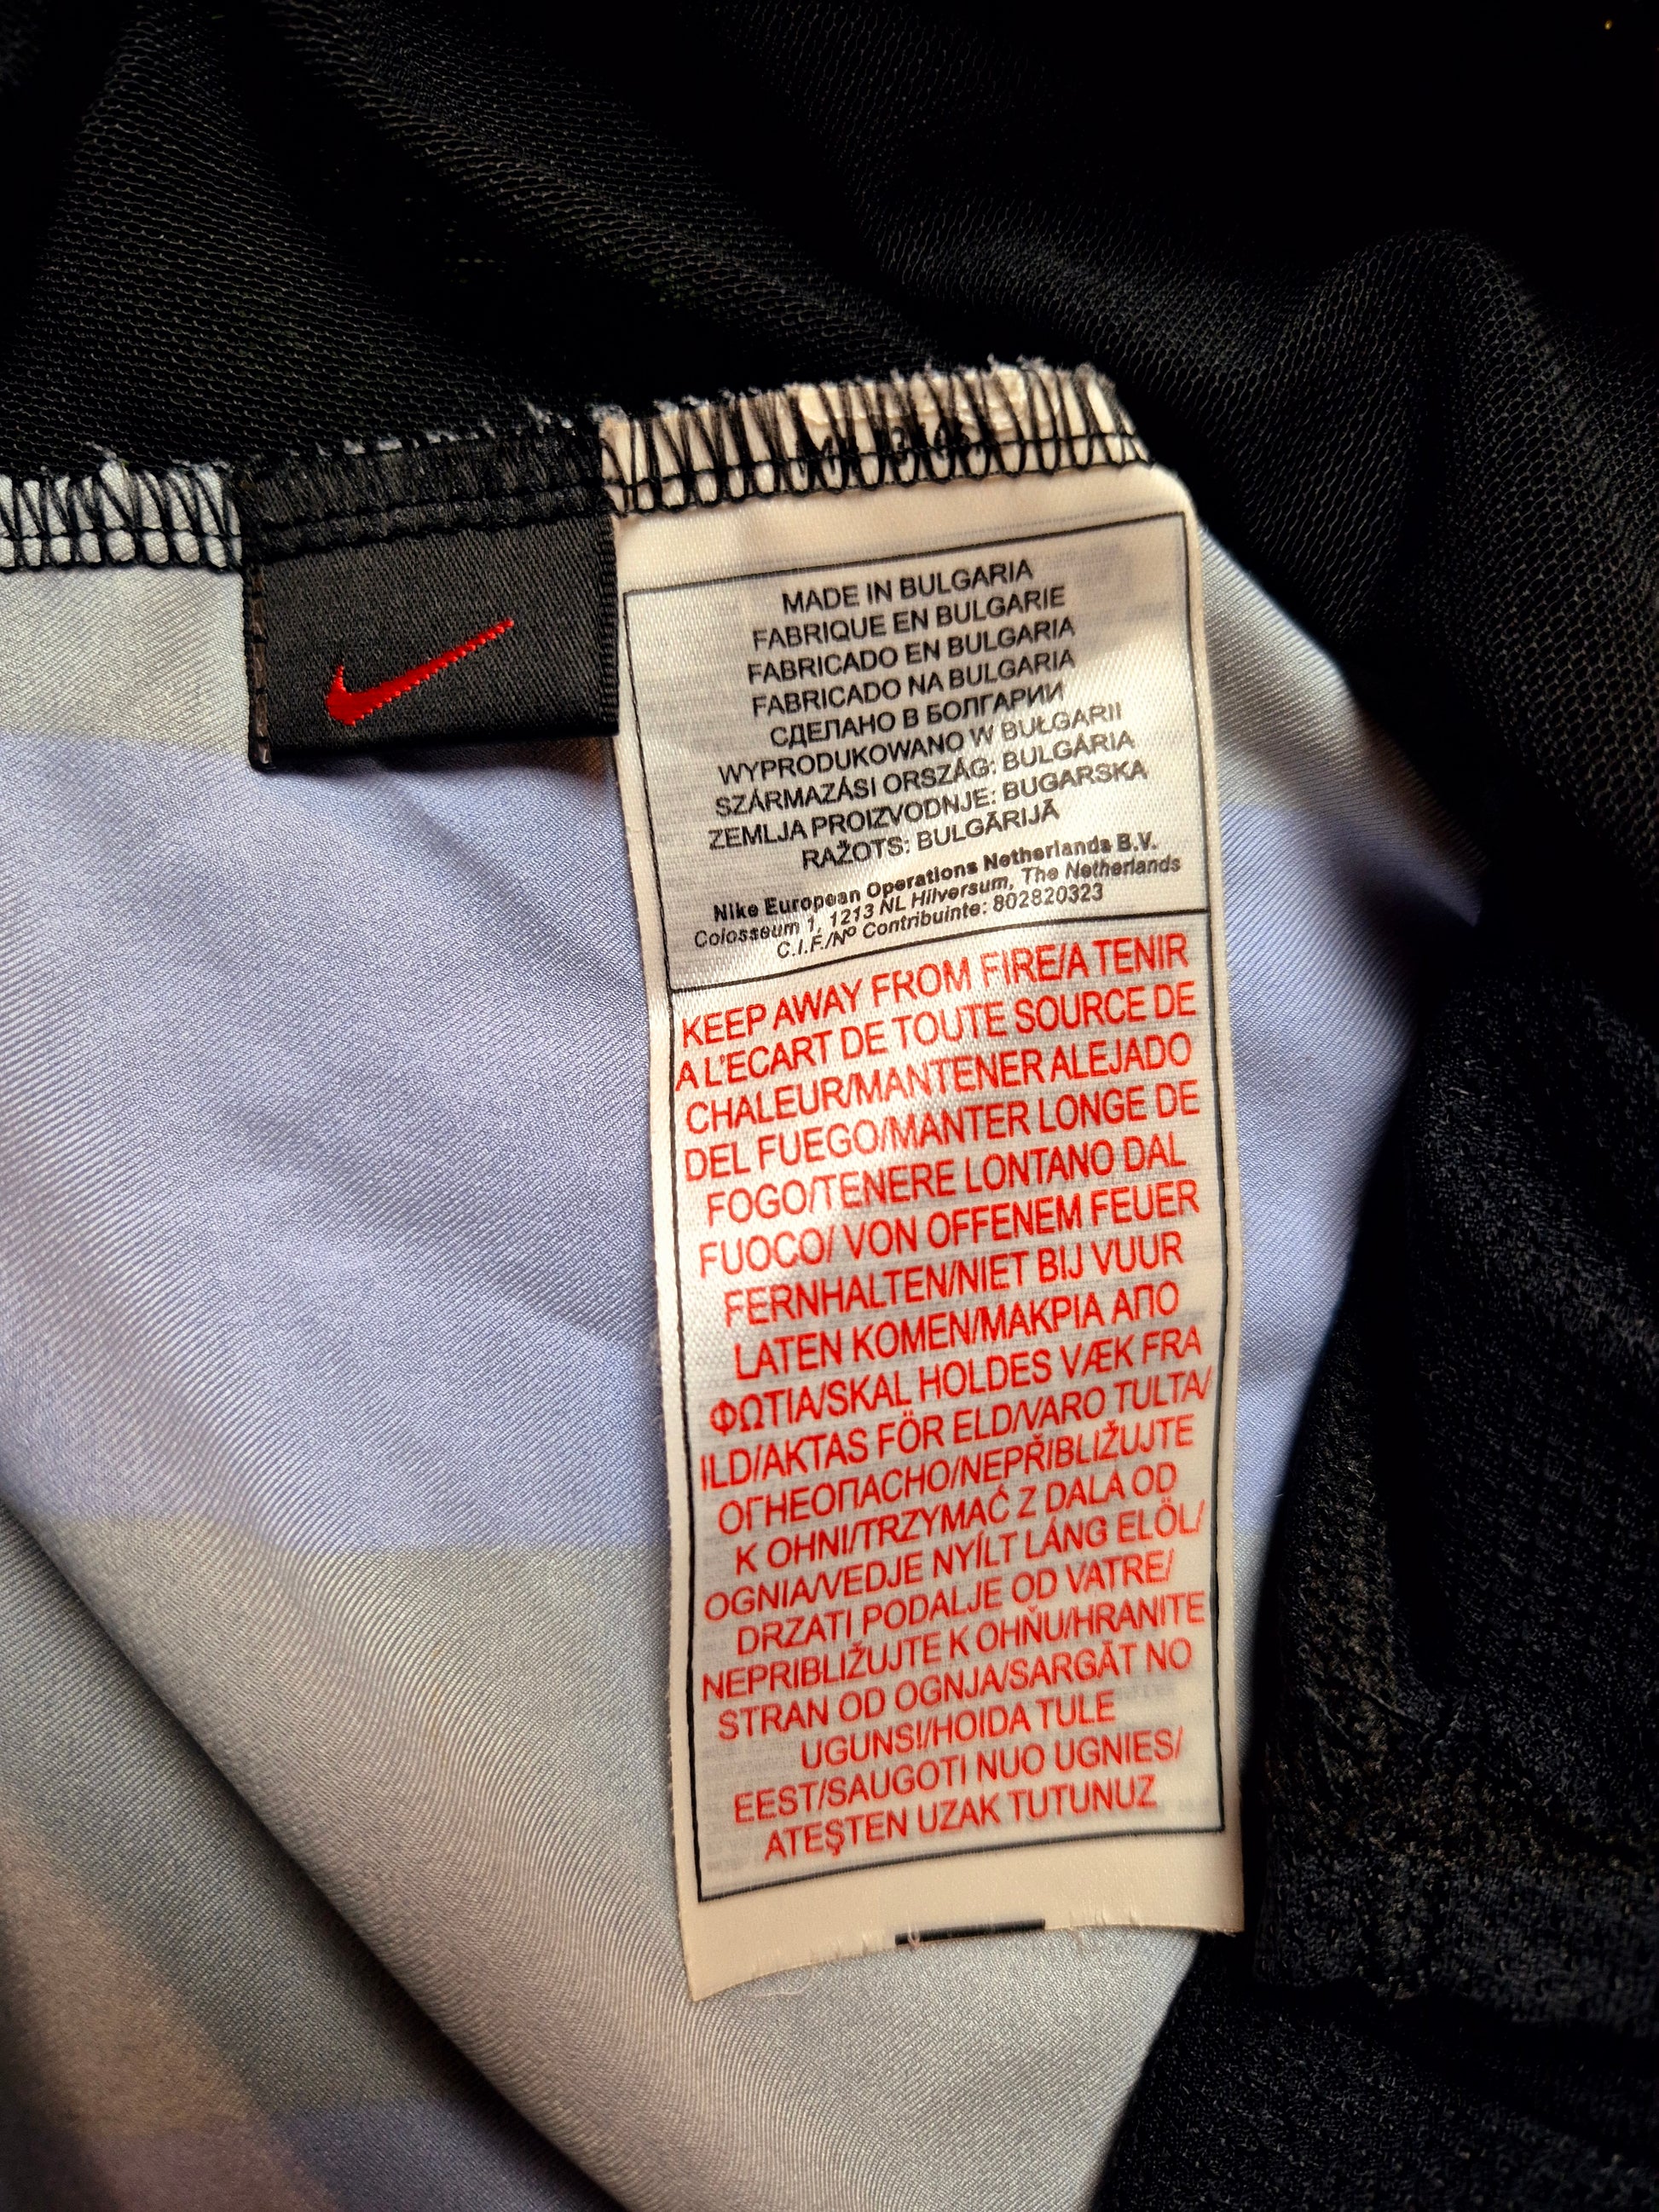 MADE IN BULGARIA
FABRIQUE EN BULGARIE
FABRICADO EN BULGARIA
FABRICADO NA BULGARIA
СДЕЛАНО В БОЛГАРИИ
WYPRODUKOWANO W BUŁGARII
SZÁRMAZÁSI ORSZÁG: BULGÁRIA
ZEMLJA PROIZVODNJE: BUGARSKA
RAŽOTS: BULGĀRIJĀ
Nike European Operations Netherlands B.V.
Colosseum 1, 1213 NL Hilversum, The Netherlands
C.I.F./Nº Contribuinte: 802820323
KEEP AWAY FROM FIRE/A TENIR
A L'ECART DE TOUTE SOURCE DE
CHALEUR/MANTENER ALEJADO
DEL FUEGO/MANTER LONGE DE
FOGO/TENERE LONTANO DAL
FUOCO/ VON OFFENEM FEUER
FERNHALTEN/NIET BIJ VUUR
LATEN KOMEN/ΜΑΚΡΙΑ ΑΠΟ
ΦΩΤΙΑ/SKAL HOLDES VÆK FRA
ILD/AKTAS FÖR ELD/VARO TULTA/
ОГНЕОПАСНО/NEPŘIBLIŽUJTE
K OHNI/TRZYMAĆ Z DALA OD
OGNIA/VEDJE NYÍLT LÁNG ELÖL/
DRZATI PODALJE OD VATRE/
NEPRIBLIŽUJTE K OHŇU/HRANITE
STRAN OD OGNJA/SARGĀT NO
UGUNS!/HOIDA TULE
EEST/SAUGOTI NUO UGNIES/
ATEŞTEN UZAK TUTUNUZ